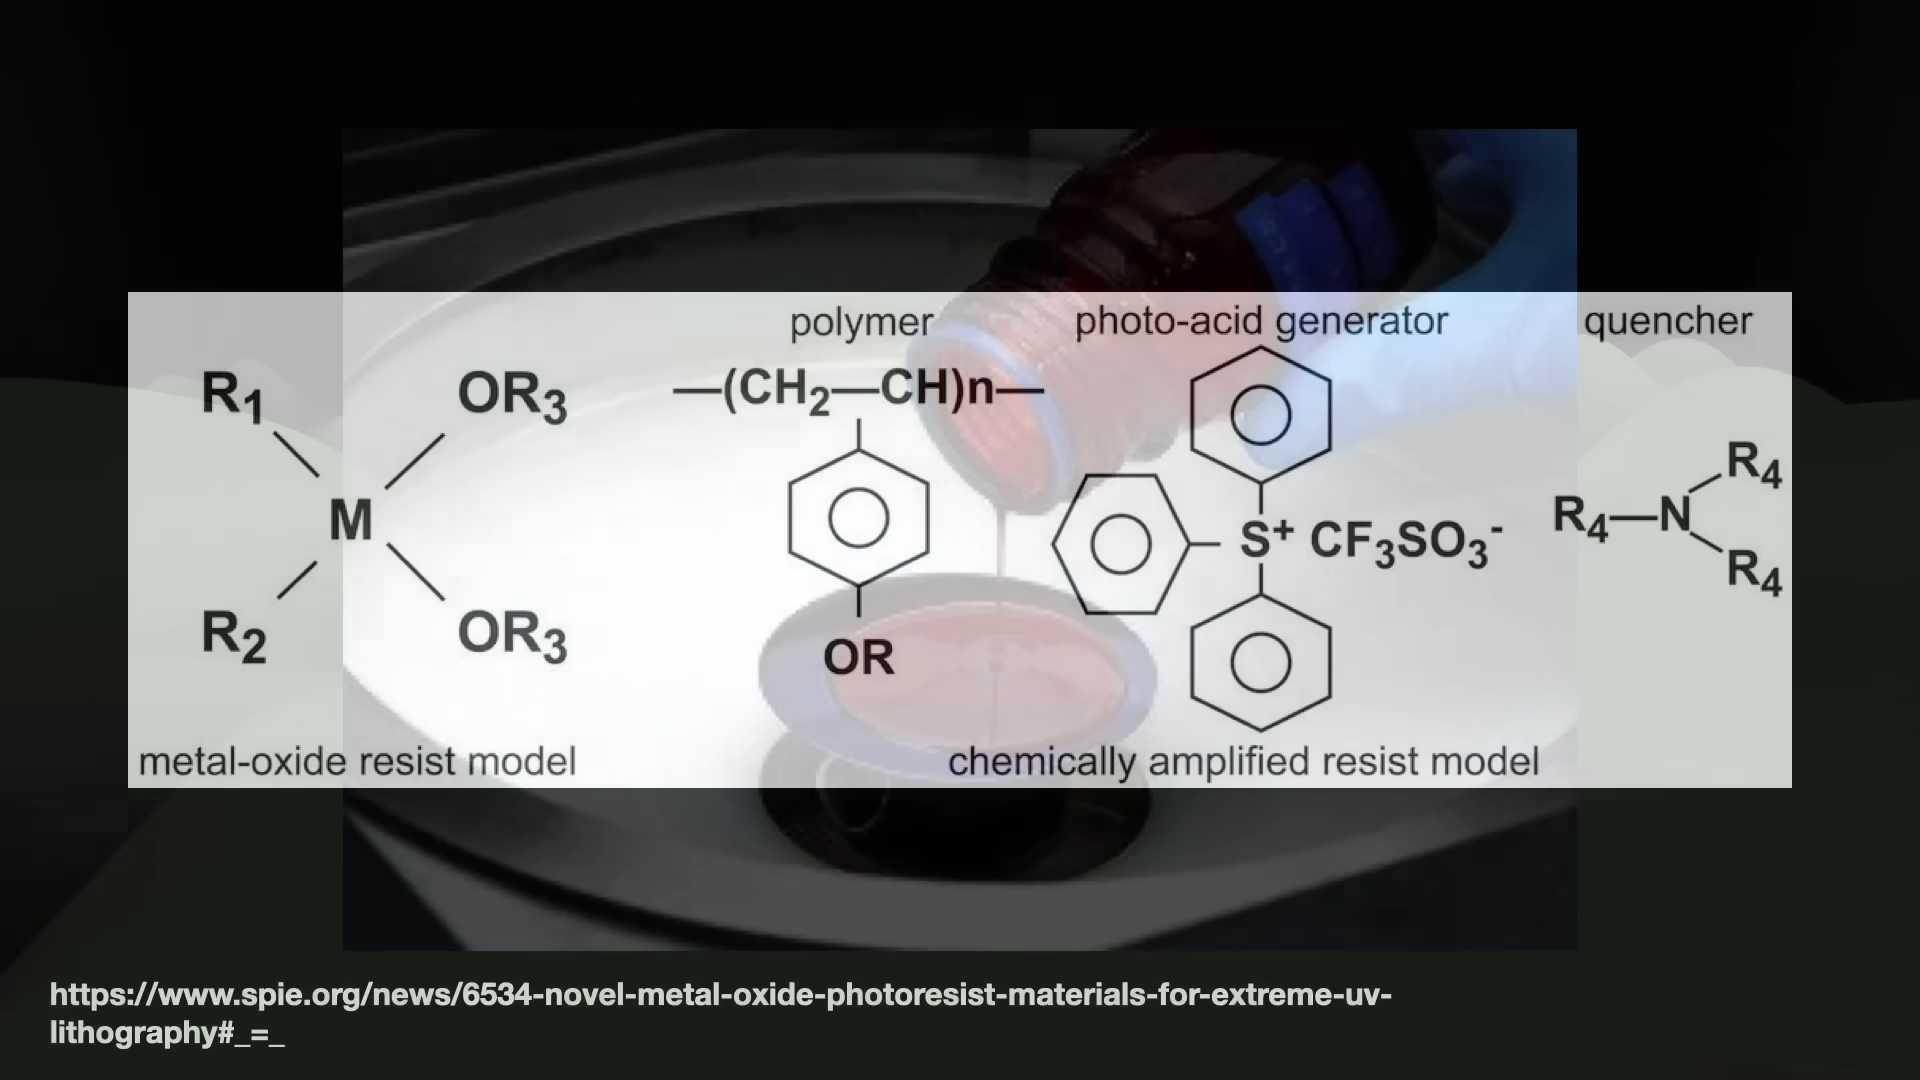 polymer
photo-acid generator
quencher
R1
OR3
—(CH2—CH)n—
R4
M
S+ CF3SO3-
R4—N
R4
R2
OR3
OR
metal-oxide resist model
chemically amplified resist model
https://www.spie.org/news/6534-novel-metal-oxide-photoresist-materials-for-extreme-uv-
lithography#_=_